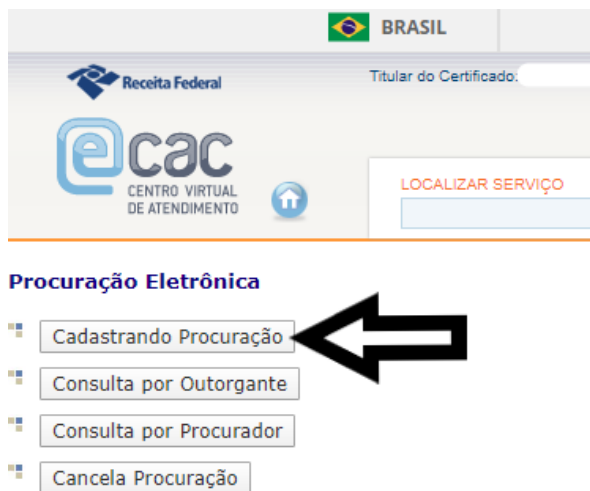 BRASIL
Receita Federal
Titular do Certificado:
ecac
CENTRO VIRTUAL
DE ATENDIMENTO
LOCALIZAR SERVIÇO
Procuração Eletrônica
Cadastrando Procuração
Consulta por Outorgante
Consulta por Procurador
Cancela Procuração